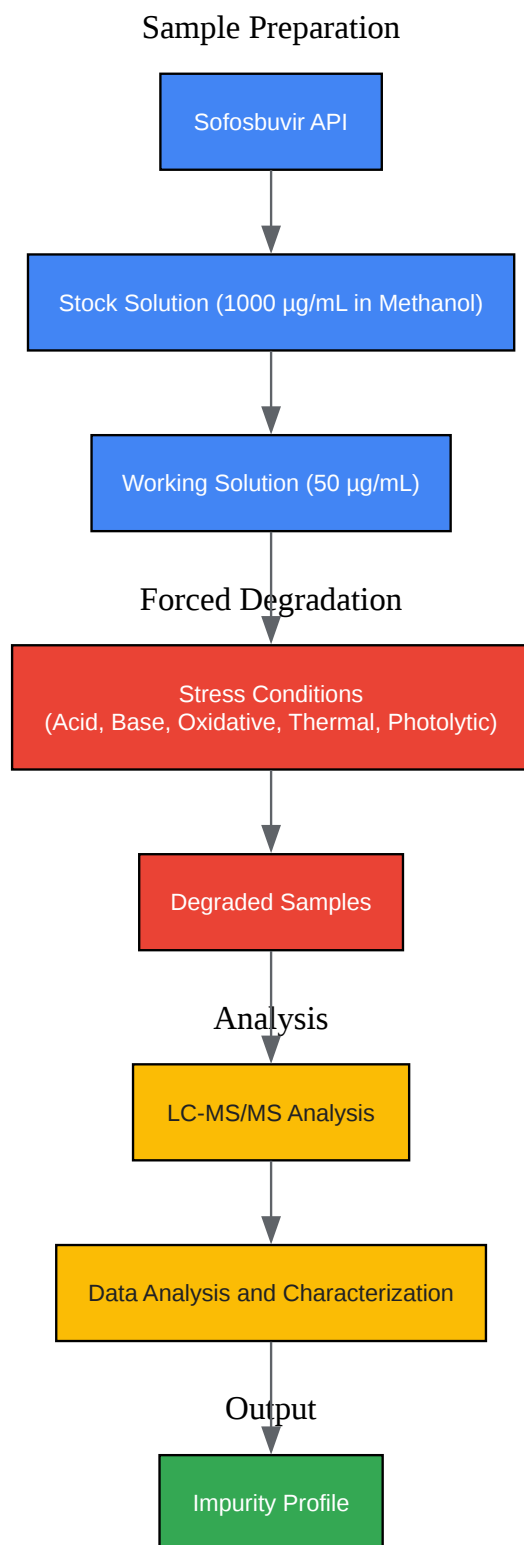 Sample Preparation
Sofosbuvir API
Stock Solution (1000 µg/mL in Methanol)
Working Solution (50 µg/mL)
Forced Degradation
Stress Conditions
(Acid, Base, Oxidative, Thermal, Photolytic)
Degraded Samples
Analysis
LC-MS/MS Analysis
Data Analysis and Characterization
Output
Impurity Profile